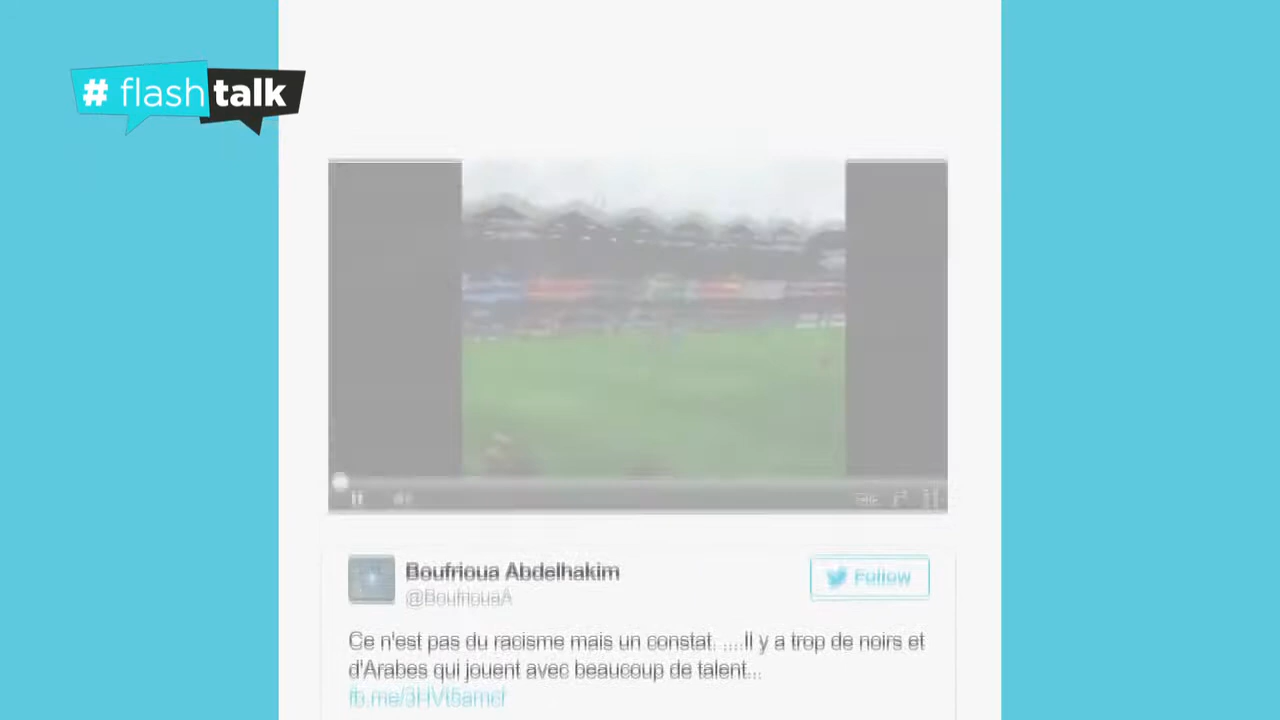 # flash talk
Boufrioua Abdelhakim
@BoufriouaA
Follow
Ce n'est pas du racisme mais un constat. ....Il y a trop de noirs et
d'Arabes qui jouent avec beaucoup de talent...